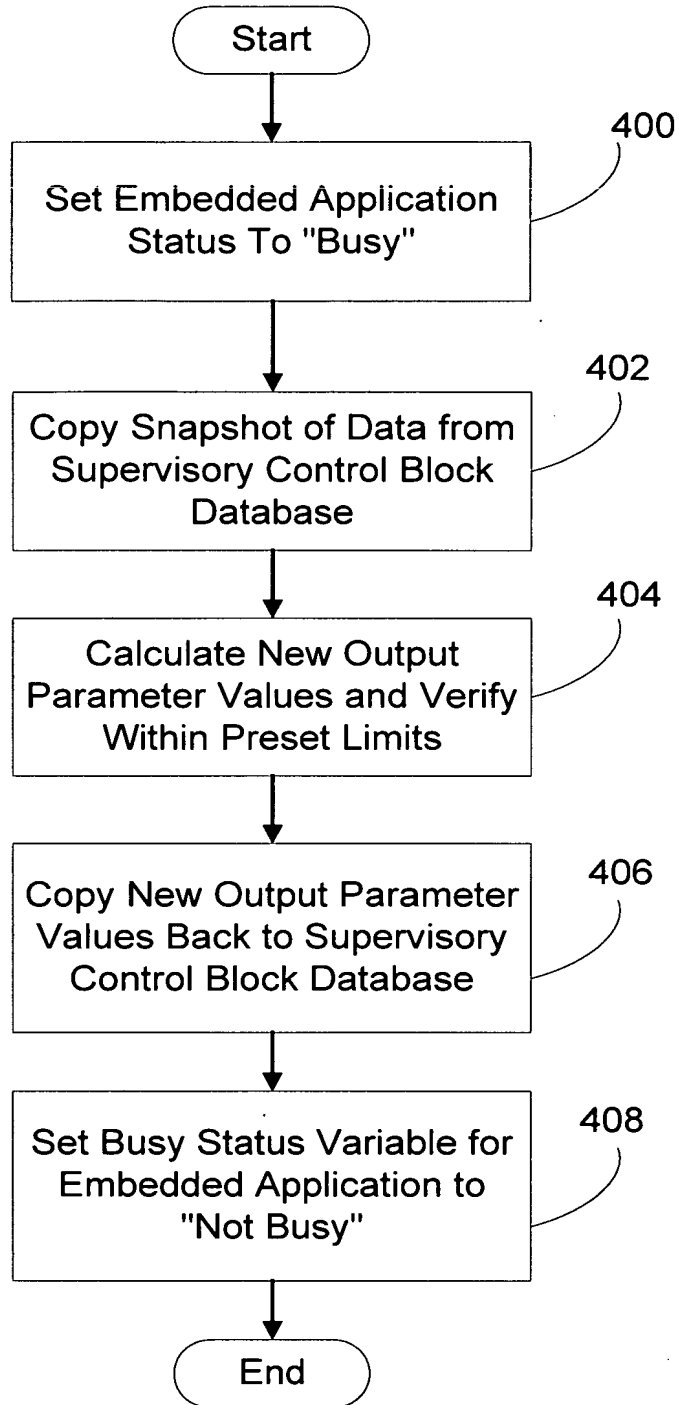 Start
400
Set Embedded Application
Status To "Busy"
402
Copy Snapshot of Data from
Supervisory Control Block
Database
404
Calculate New Output
Parameter Values and Verify
Within Preset Limits
406
Copy New Output Parameter
Values Back to Supervisory
Control Block Database
408
Set Busy Status Variable for
Embedded Application to
"Not Busy"
End